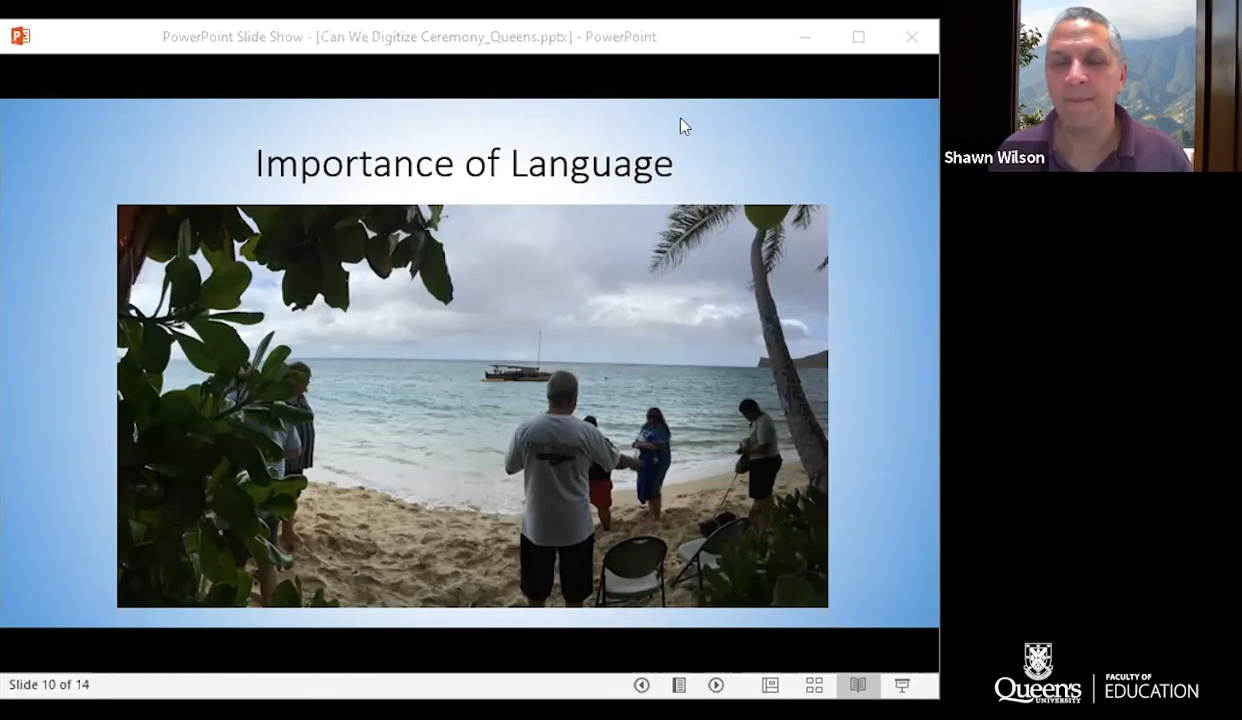 PowerPoint Slide Show - [Can We Digitize Ceremony_Queens.pptx] - PowerPoint
Importance of Language
Shawn Wilson
Slide 10 of 14
Queen's
UNIVERSITY
FACULTY OF
EDUCATION